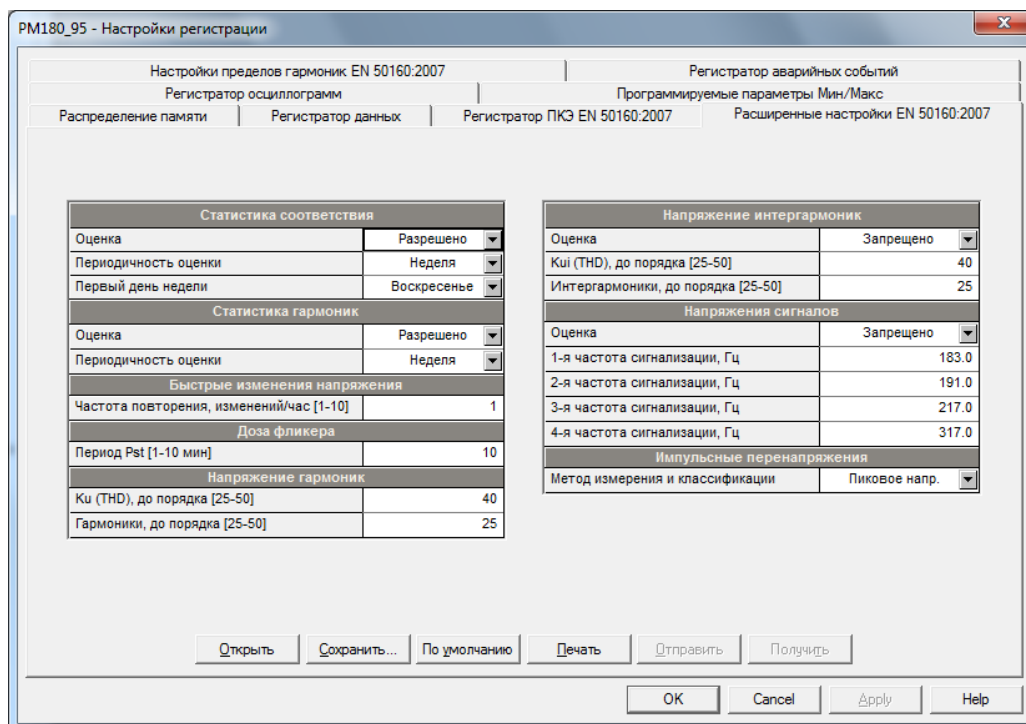 PM180_95 - Настройки регистрации
Настройки пределов гармоник EN 50160:2007
Регистратор аварийных событий
Регистратор осциллограмм
Программируемые параметры Мин/Макс
Распределение памяти
Регистратор данных
Регистратор ПКЭ EN 50160:2007
Расширенные настройки EN 50160:2007
Статистика соответствия
Оценка Разрешено
Периодичность оценки Неделя
Первый день недели Воскресенье
Статистика гармоник
Оценка Разрешено
Периодичность оценки Неделя
Быстрые изменения напряжения
Частота повторения, изменений/час [1-10] 1
Доза фликера
Период Pst [1-10 мин] 10
Напряжение гармоник
Ku (THD), до порядка [25-50] 40
Гармоники, до порядка [25-50] 25
Напряжение интергармоник
Оценка Запрещено
Kui (THD), до порядка [25-50] 40
Интергармоники, до порядка [25-50] 25
Напряжения сигналов
Оценка Запрещено
1-я частота сигнализации, Гц 183.0
2-я частота сигнализации, Гц 191.0
3-я частота сигнализации, Гц 217.0
4-я частота сигнализации, Гц 317.0
Импульсные перенапряжения
Метод измерения и классификации Пиковое напр.
Открыть
Сохранить...
По умолчанию
Печать
Отправить
Получить
OK
Cancel
Apply
Help